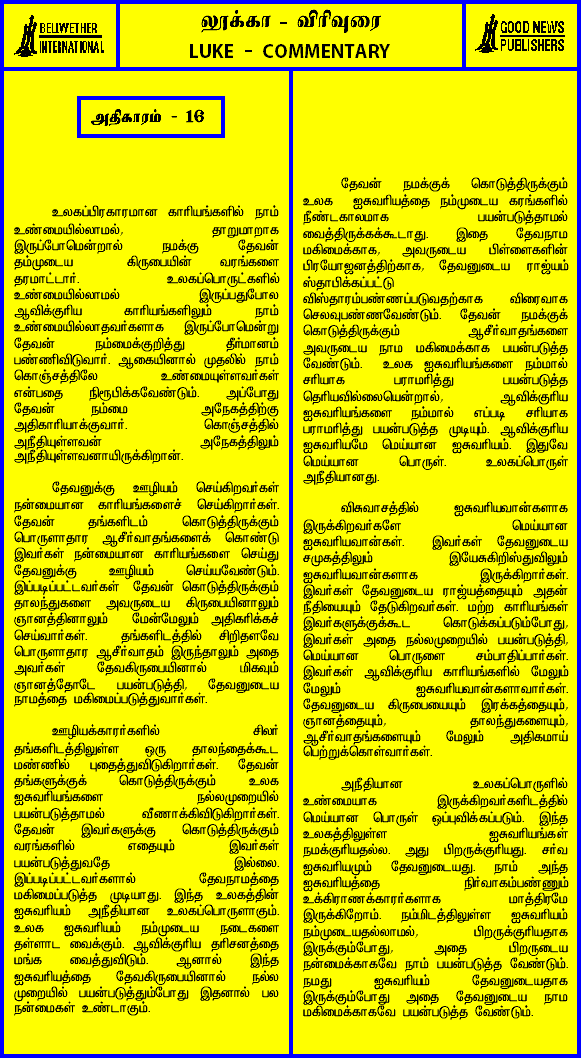 BELWETHER
INTERNATIONAL
லூக்கா - விரிவுரை
LUKE - COMMENTARY
GOOD NEWS
PUBLISHERS
அதிகாரம் - 16
உலகப்பிரகாரமான காரியங்களில் நாம்
உண்மையில்லாமல், தாறுமாறாக
இருப்போமென்றால் நமக்கு தேவன்
தம்முடைய கிருபையின் வரங்களை
தரமாட்டார். உலகப்பொருட்களில்
உண்மையில்லாமல் இருப்பதுபோல
ஆவிக்குரிய காரியங்களிலும் நாம்
உண்மையில்லாதவர்களாக இருப்போமென்று
தேவன் நம்மைக்குறித்து தீர்மானம்
பண்ணிவிடுவார். ஆகையினால் முதலில் நாம்
கொஞ்சத்திலே உண்மையுள்ளவர்கள்
என்பதை நிரூபிக்கவேண்டும். அப்போது
தேவன் நம்மை அநேகத்திற்கு
அதிகாரியாக்குவார். கொஞ்சத்தில்
அநீதியுள்ளவன் அநேகத்திலும்
அநீதியுள்ளவனாயிருக்கிறான்.
தேவனுக்கு ஊழியம் செய்கிறவர்கள்
நன்மையான காரியங்களைச் செய்கிறார்கள்.
தேவன் தங்களிடம் கொடுத்திருக்கும்
பொருளாதார ஆசீர்வாதங்களைக் கொண்டு
இவர்கள் நன்மையான காரியங்களை செய்து
தேவனுக்கு ஊழியம் செய்யவேண்டும்.
இப்படிப்பட்டவர்கள் தேவன் கொடுத்திருக்கும்
தாலந்துகளை அவருடைய கிருபையினாலும்
ஞானத்தினாலும் மேன்மேலும் அதிகரிக்கச்
செய்வார்கள். தங்களிடத்தில் சிறிதளவே
பொருளாதார ஆசீர்வாதம் இருந்தாலும் அதை
அவர்கள் தேவகிருபையினால் மிகவும்
ஞானத்தோடே பயன்படுத்தி, தேவனுடைய
நாமத்தை மகிமைப்படுத்துவார்கள்.
ஊழியக்காரர்களில் சிலர்
தங்களிடத்திலுள்ள ஒரு தாலந்தைக்கூட
மண்ணில் புதைத்துவிடுகிறார்கள். தேவன்
தங்களுக்குக் கொடுத்திருக்கும் உலக
ஐசுவரியங்களை நல்லமுறையில்
பயன்படுத்தாமல் வீணாக்கிவிடுகிறார்கள்.
தேவன் இவர்களுக்கு கொடுத்திருக்கும்
வரங்களில் எதையும் இவர்கள்
பயன்படுத்துவதே இல்லை.
இப்படிப்பட்டவர்களால் தேவநாமத்தை
மகிமைப்படுத்த முடியாது. இந்த உலகத்தின்
ஐசுவரியம் அநீதியான உலகப்பொருளாகும்.
உலக ஐசுவரியம் நம்முடைய நடைகளை
தள்ளாட வைக்கும். ஆவிக்குரிய தரிசனத்தை
மங்க வைத்துவிடும். ஆனால் இந்த
ஐசுவரியத்தை தேவகிருபையினால் நல்ல
முறையில் பயன்படுத்தும்போது இதனால் பல
நன்மைகள் உண்டாகும்.
தேவன் நமக்குக் கொடுத்திருக்கும்
உலக ஐசுவரியத்தை நம்முடைய கரங்களில்
நீண்டகாலமாக பயன்படுத்தாமல்
வைத்திருக்கக்கூடாது. இதை தேவநாம
மகிமைக்காக, அவருடைய பிள்ளைகளின்
பிரயோஜனத்திற்காக, தேவனுடைய ராஜ்யம்
ஸ்தாபிக்கப்பட்டு
விஸ்தாரம்பண்ணப்படுவதற்காக விரைவாக
செலவுபண்ணவேண்டும். தேவன் நமக்குக்
கொடுத்திருக்கும் ஆசீர்வாதங்களை
அவருடைய நாம மகிமைக்காக பயன்படுத்த
வேண்டும். உலக ஐசுவரியங்களை நம்மால்
சரியாக பராமரித்து பயன்படுத்த
தெரியவில்லையென்றால், ஆவிக்குரிய
ஐசுவரியங்களை நம்மால் எப்படி சரியாக
பராமரித்து பயன்படுத்த முடியும். ஆவிக்குரிய
ஐசுவரியமே மெய்யான ஐசுவரியம். இதுவே
மெய்யான பொருள். உலகப்பொருள்
அநீதியானது.
விசுவாசத்தில் ஐசுவரியவான்களாக
இருக்கிறவர்களே மெய்யான
ஐசுவரியவான்கள். இவர்கள் தேவனுடைய
சமுகத்திலும் இயேசுகிறிஸ்துவிலும்
ஐசுவரியவான்களாக இருக்கிறார்கள்.
இவர்கள் தேவனுடைய ராஜ்யத்தையும் அதன்
நீதியையும் தேடுகிறவர்கள். மற்ற காரியங்கள்
இவர்களுக்குக்கூட கொடுக்கப்படும்போது,
இவர்கள் அதை நல்லமுறையில் பயன்படுத்தி,
மெய்யான பொருளை சம்பாதிப்பார்கள்.
இவர்கள் ஆவிக்குரிய காரியங்களில் மேலும்
மேலும் ஐசுவரியவான்களாவார்கள்.
தேவனுடைய கிருபையையும் இரக்கத்தையும்,
ஞானத்தையும், தாலந்துகளையும்,
ஆசீர்வாதங்களையும் மேலும் அதிகமாய்
பெற்றுக்கொள்வார்கள்.
அநீதியான உலகப்பொருளில்
உண்மையாக இருக்கிறவர்களிடத்தில்
மெய்யான பொருள் ஒப்புவிக்கப்படும். இந்த
உலகத்திலுள்ள ஐசுவரியங்கள்
நமக்குரியதல்ல. அது பிறருக்குரியது. சர்வ
ஐசுவரியமும் தேவனுடையது. நாம் அந்த
ஐசுவரியத்தை நிர்வாகம்பண்ணும்
உக்கிராணக்காரர்களாக மாத்திரமே
இருக்கிறோம். நம்மிடத்திலுள்ள ஐசுவரியம்
நம்முடையதல்லாமல், பிறருக்குரியதாக
இருக்கும்போது, அதை பிறருடைய
நன்மைக்காகவே நாம் பயன்படுத்த வேண்டும்.
நமது ஐசுவரியம் தேவனுடையதாக
இருக்கும்போது அதை தேவனுடைய நாம
மகிமைக்காகவே பயன்படுத்த வேண்டும்.